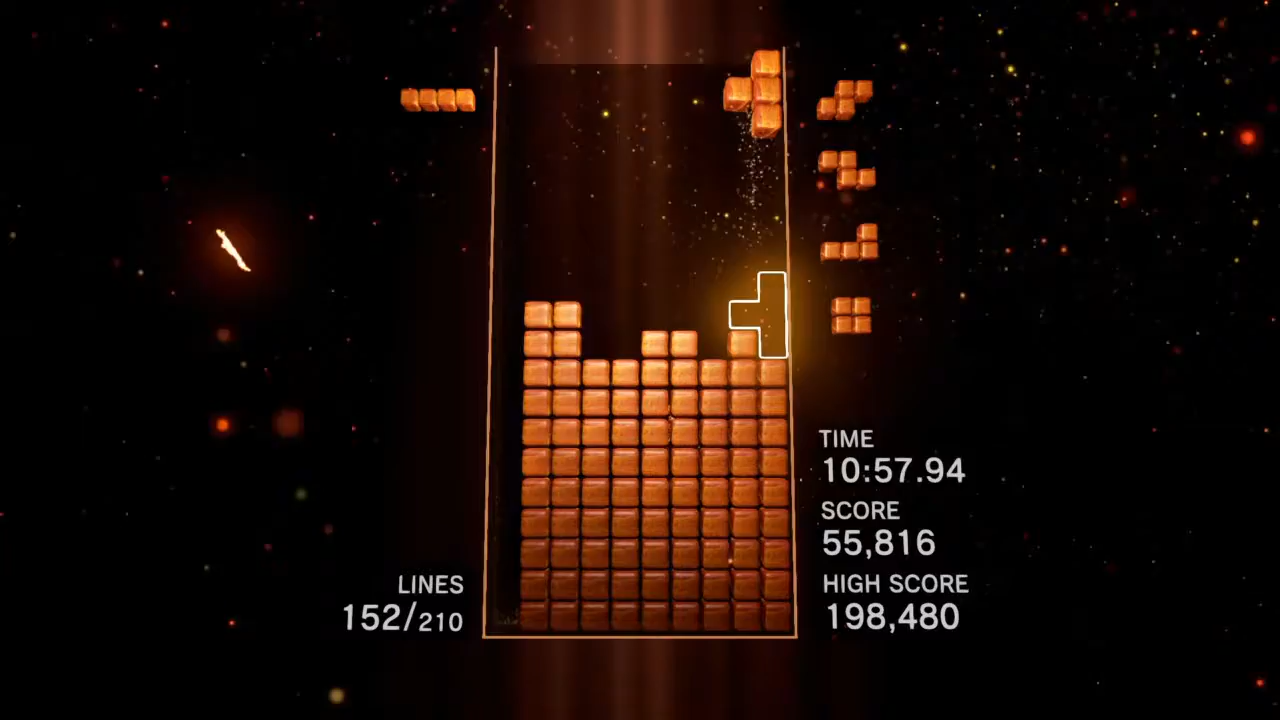 TIME
10:57.94
SCORE
55,816
HIGH SCORE
198,480
LINES
152/210